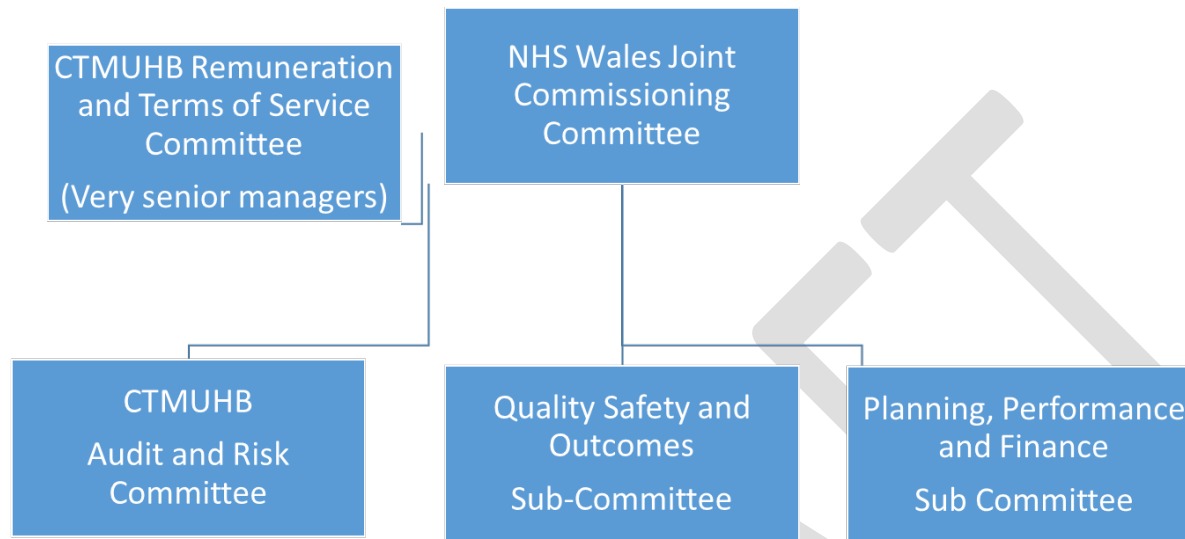 CTMUHB Remuneration
and Terms of Service
Committee
(Very senior managers)
NHS Wales Joint
Commissioning
Committee
CTMUHB
Audit and Risk
Committee
Quality Safety and
Outcomes
Sub-Committee
Planning, Performance
and Finance
Sub Committee